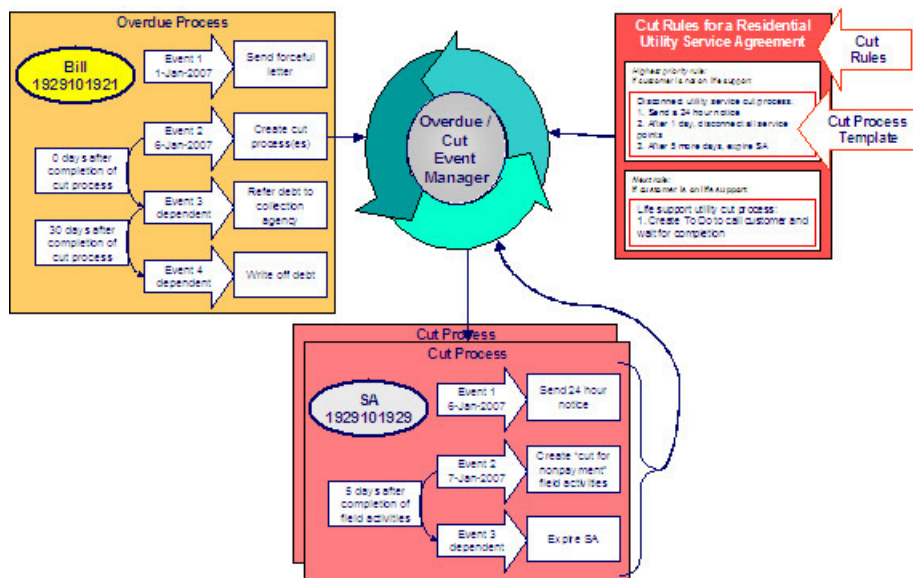 Overdue Process
Bill
1929101921
Event 1
1-Jan-2007
Send forceful
letter
Event 2
6-Jan-2007
Create cut
process(es)
0 days after
completion of
cut process
Event 3
dependent
Refer debt to
collection
agency
30 days after
completion of
cut process
Event 4
dependent
Write off debt
Overdue /
Cut
Event
Manager
Cut Rules for a Residential
Utility Service Agreement
Highest priority rule:
If customer is not on life support
Disconnect utility service cut process:
1. Send a 24 hour notice
2. After 1 day, disconnect all service
points
3. After 5 more days, expire SA
Next rule:
If customer is on life support
Life support utility cut process:
1. Create To Do to call customer and
wait for completion
Cut
Rules
Cut Process
Template
Cut Process
Cut Process
SA
1929101929
Event 1
6-Jan-2007
Send 24 hour
notice
Event 2
7-Jan-2007
Create "cut for
nonpayment"
field activities
5 days after
completion of
field activities
Event 3
dependent
Expire SA